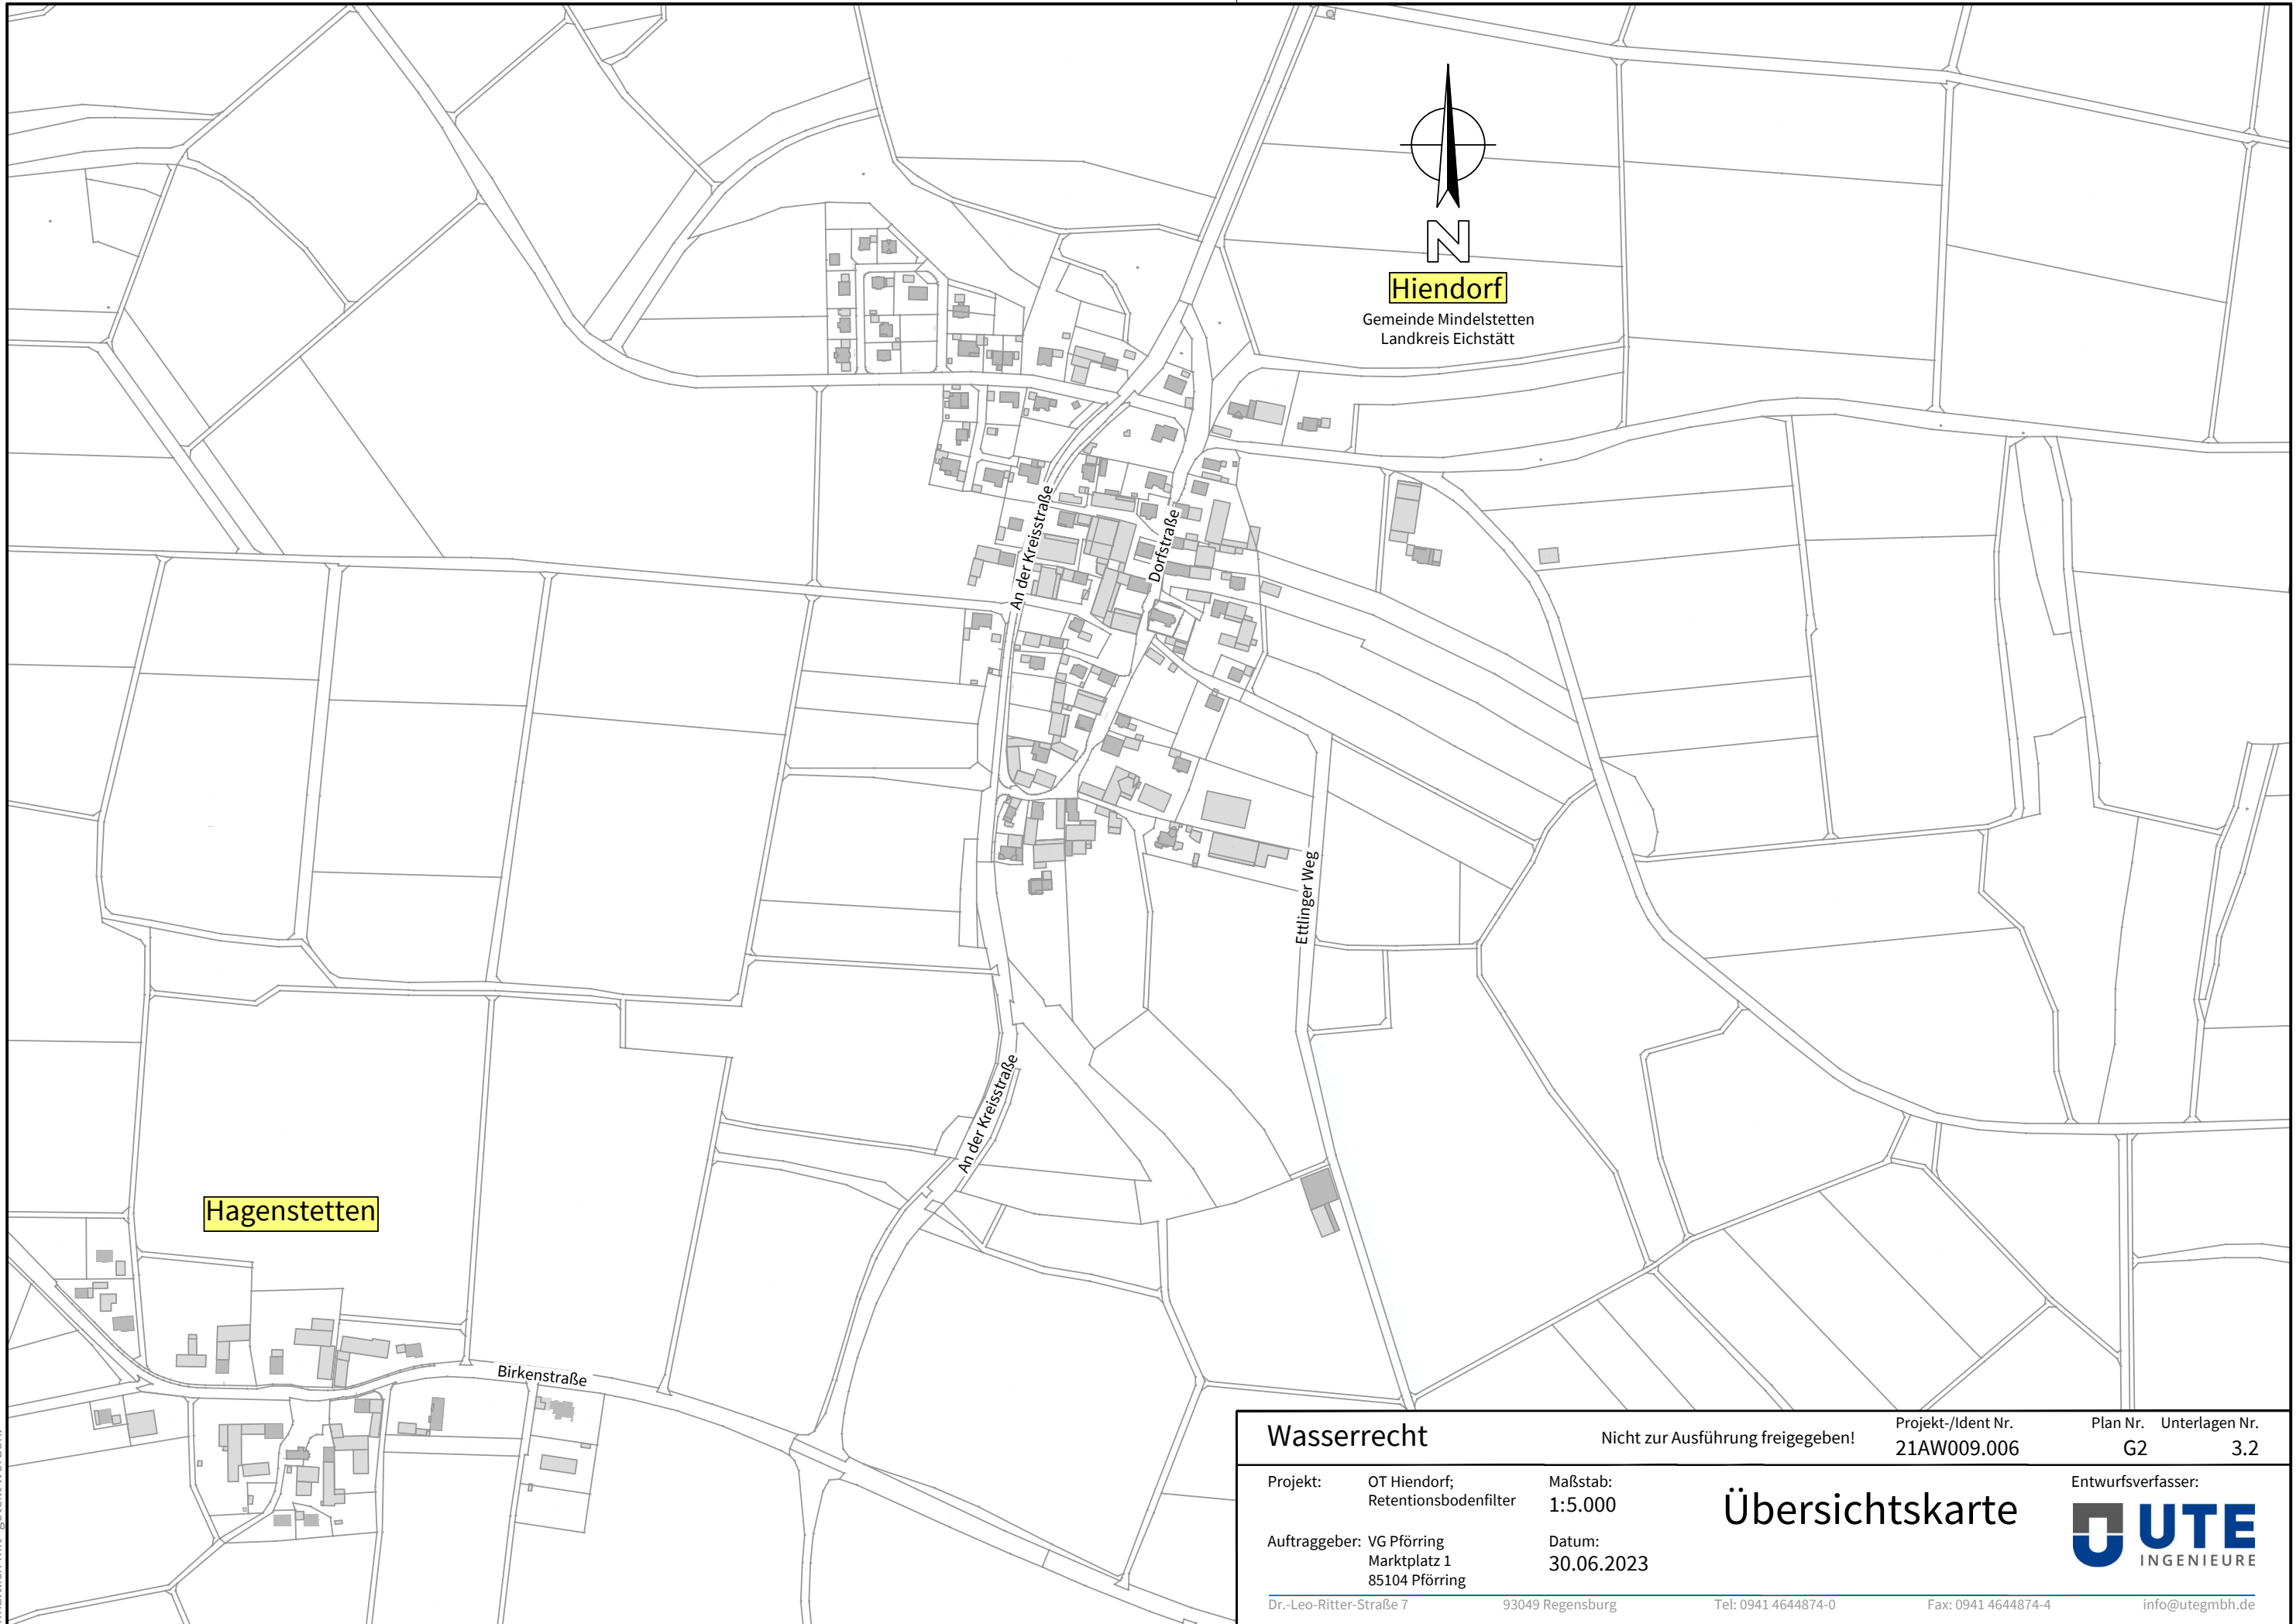 N
Hiendorf
Gemeinde Mindelstetten
Landkreis Eichstätt
An der Kreisstraße
Dorfstraße
Ettlinger Weg
An der Kreisstraße
Hagenstetten
Birkenstraße
Wasserrecht
Nicht zur Ausführung freigegeben!
Projekt-/Ident Nr.
21AW009.006
Plan Nr.
G2
Unterlagen Nr.
3.2
Projekt:
OT Hiendorf;
Retentionsbodenfilter
Maßstab:
1:5.000
Auftraggeber:
VG Pförring
Marktplatz 1
85104 Pförring
Datum:
30.06.2023
Übersichtskarte
Entwurfsverfasser:
UTE
INGENIEURE
Dr.-Leo-Ritter-Straße 7
93049 Regensburg
Tel: 0941 4644874-0
Fax: 0941 4644874-4
info@utegmbh.de